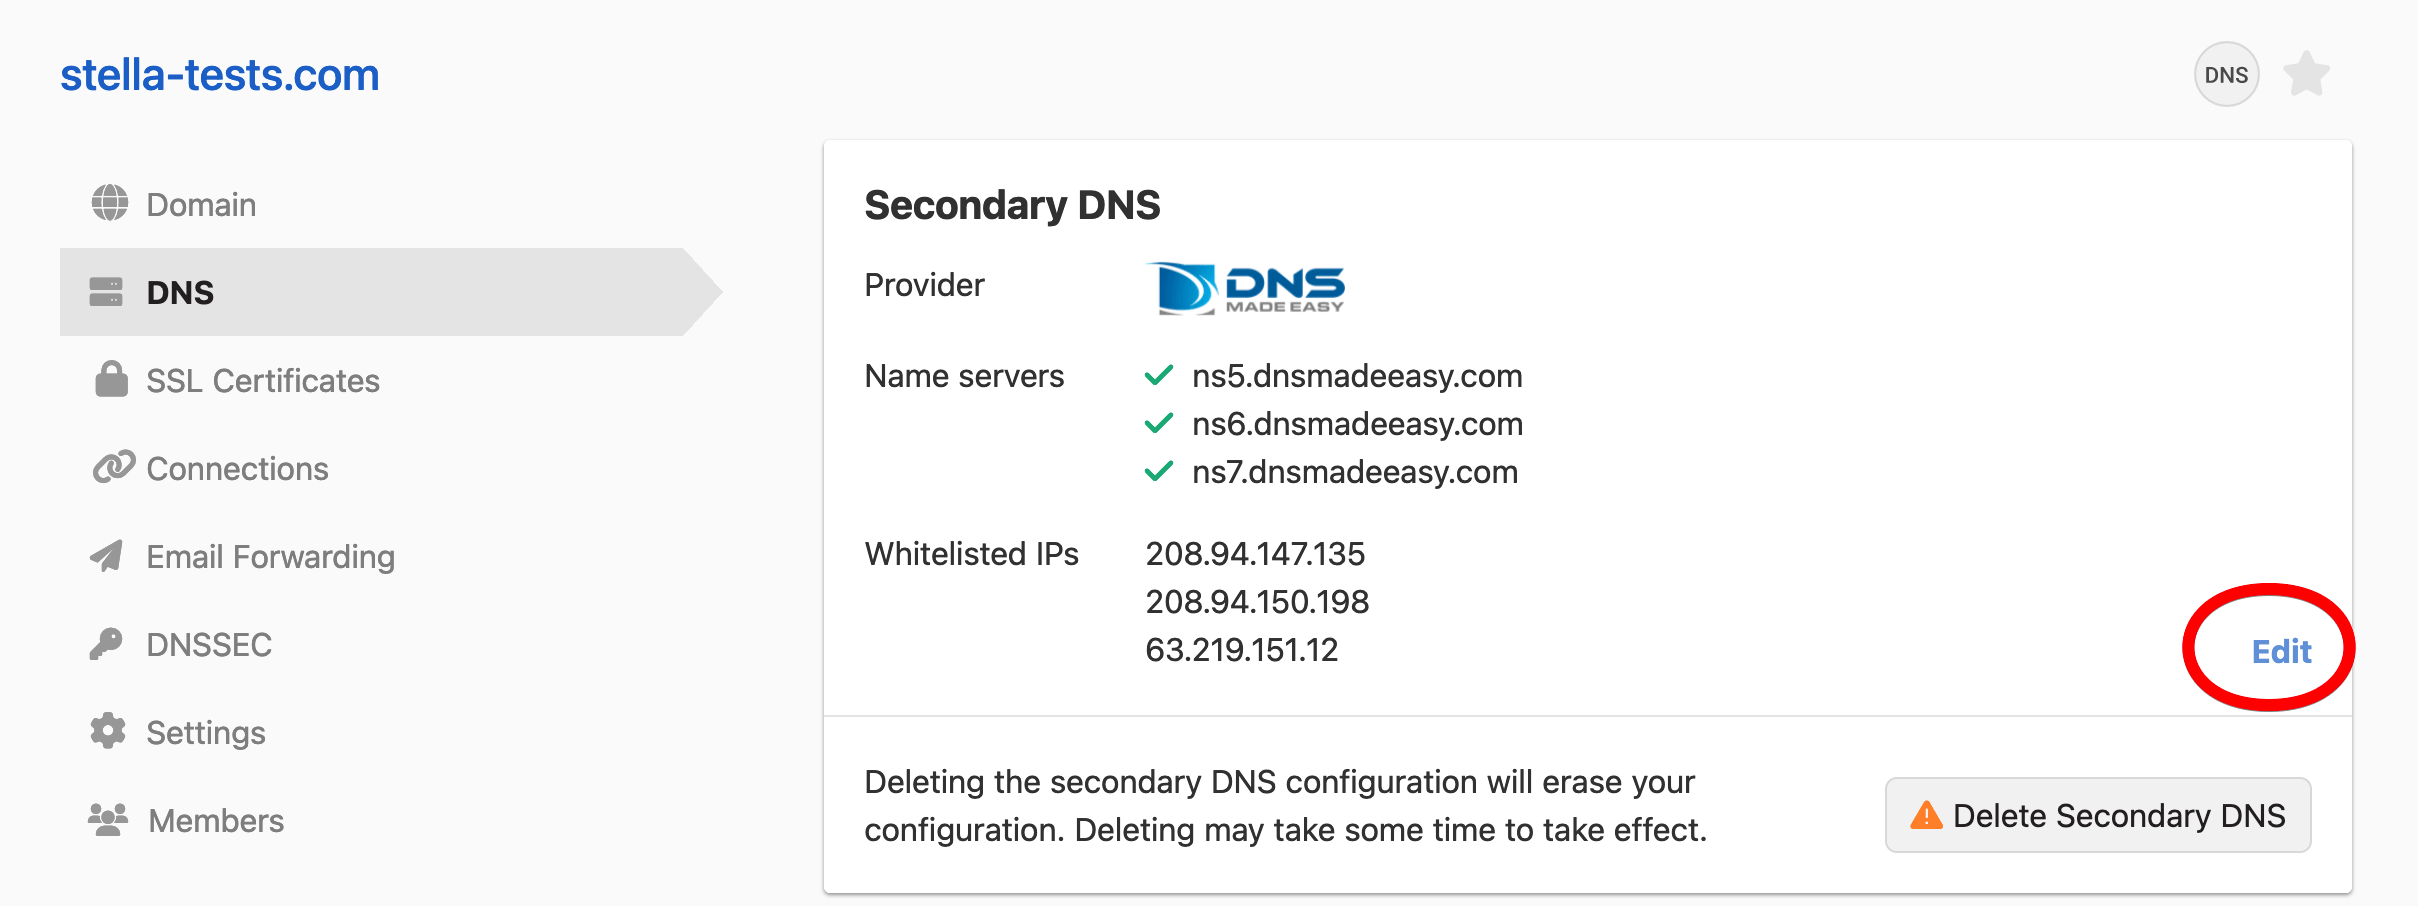 stella-tests.com
DNS
Domain
DNS
SSL Certificates
Connections
Email Forwarding
DNSSEC
Settings
Members
Secondary DNS
Provider
DNS
MADE EASY
Name servers
ns5.dnsmadeeasy.com
ns6.dnsmadeeasy.com
ns7.dnsmadeeasy.com
Whitelisted IPs
208.94.147.135
208.94.150.198
63.219.151.12
Edit
Deleting the secondary DNS configuration will erase your
configuration. Deleting may take some time to take effect.
Delete Secondary DNS